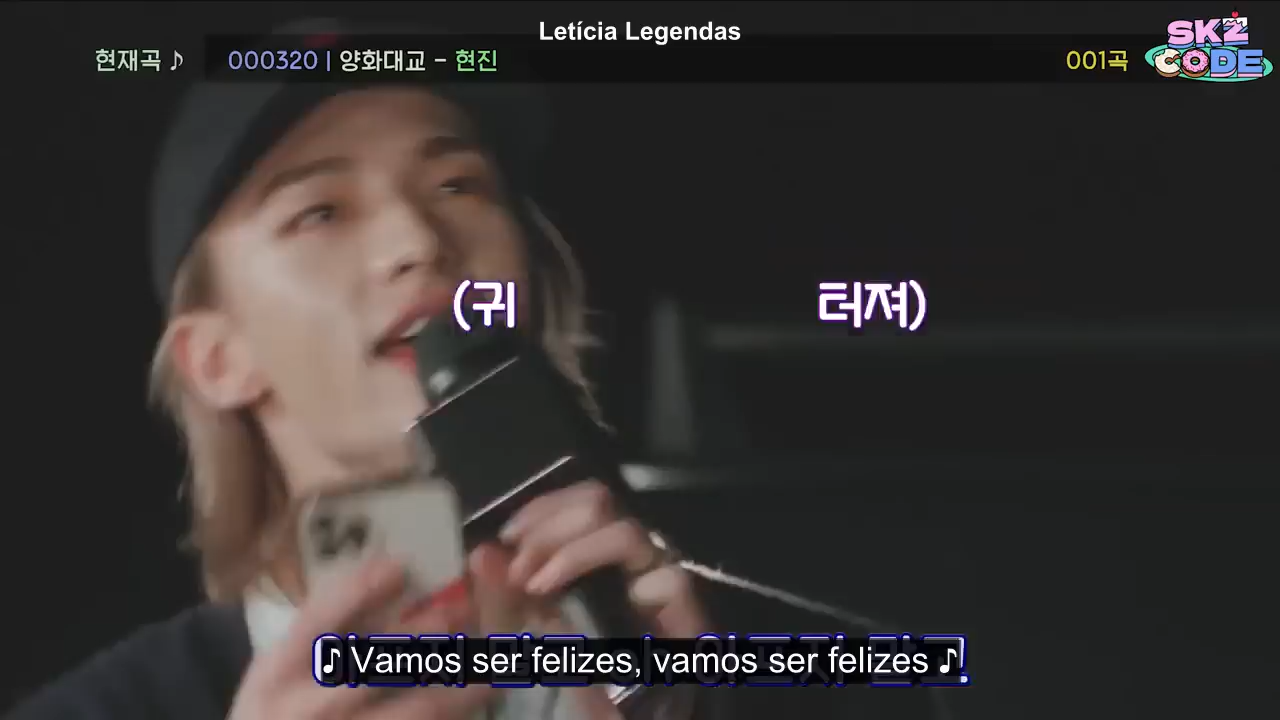 Letícia Legendas
현재곡 ♪ 000320 | 양화대교 - 현진 001곡
SKZ CODE
(귀 터져)
♪ Vamos ser felizes, vamos ser felizes ♪